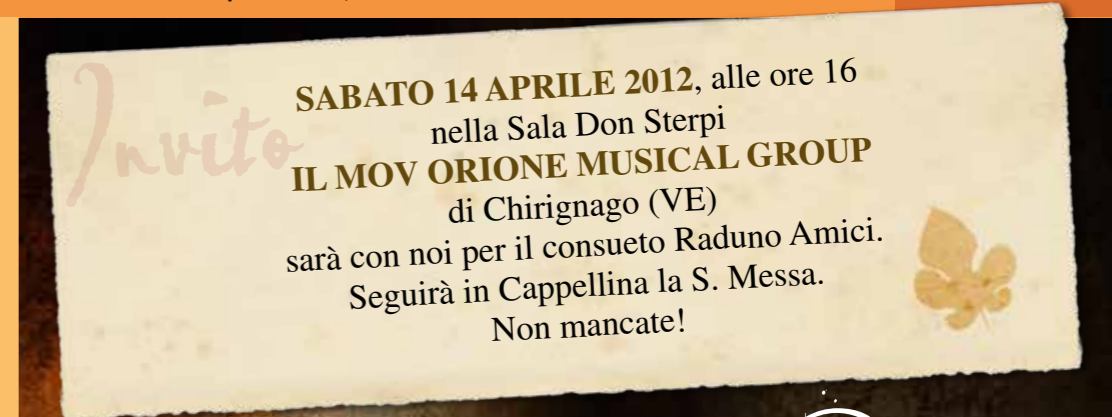 Invito
SABATO 14 APRILE 2012, alle ore 16
nella Sala Don Sterpi
IL MOV ORIONE MUSICAL GROUP
di Chirignago (VE)
sarà con noi per il consueto Raduno Amici.
Seguirà in Cappellina la S. Messa.
Non mancate!